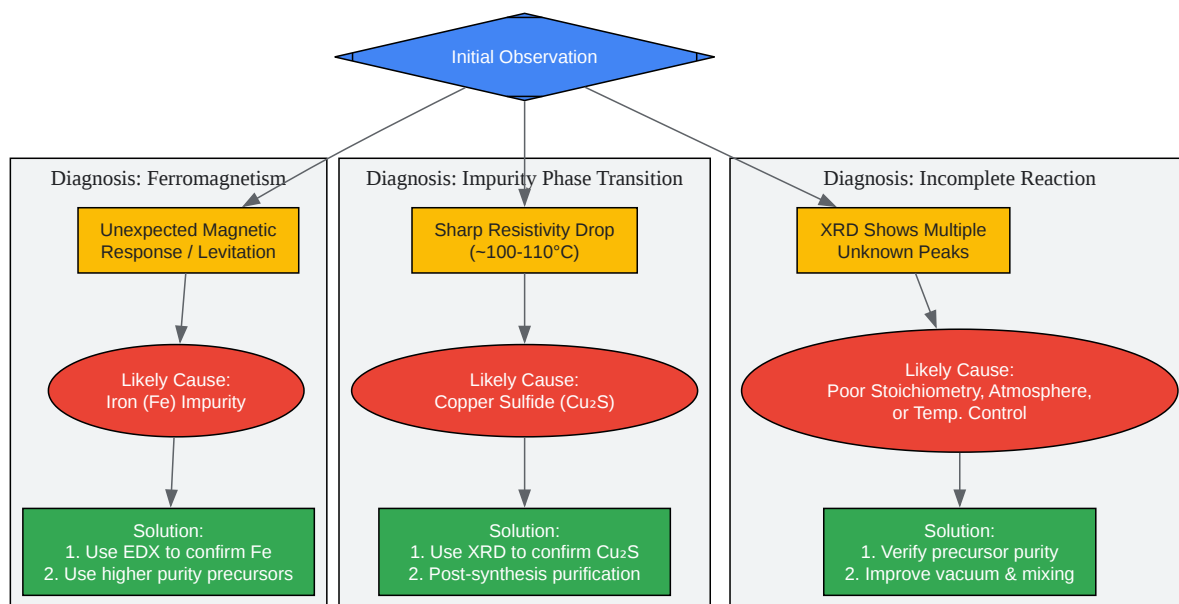 Initial Observation
Diagnosis: Ferromagnetism
Unexpected Magnetic
Response / Levitation
Likely Cause:
Iron (Fe) Impurity
Solution:
1. Use EDX to confirm Fe
2. Use higher purity precursors
Diagnosis: Impurity Phase Transition
Sharp Resistivity Drop
(~100-110°C)
Likely Cause:
Copper Sulfide (Cu₂S)
Solution:
1. Use XRD to confirm Cu₂S
2. Post-synthesis purification
Diagnosis: Incomplete Reaction
XRD Shows Multiple
Unknown Peaks
Likely Cause:
Poor Stoichiometry, Atmosphere,
or Temp. Control
Solution:
1. Verify precursor purity
2. Improve vacuum & mixing